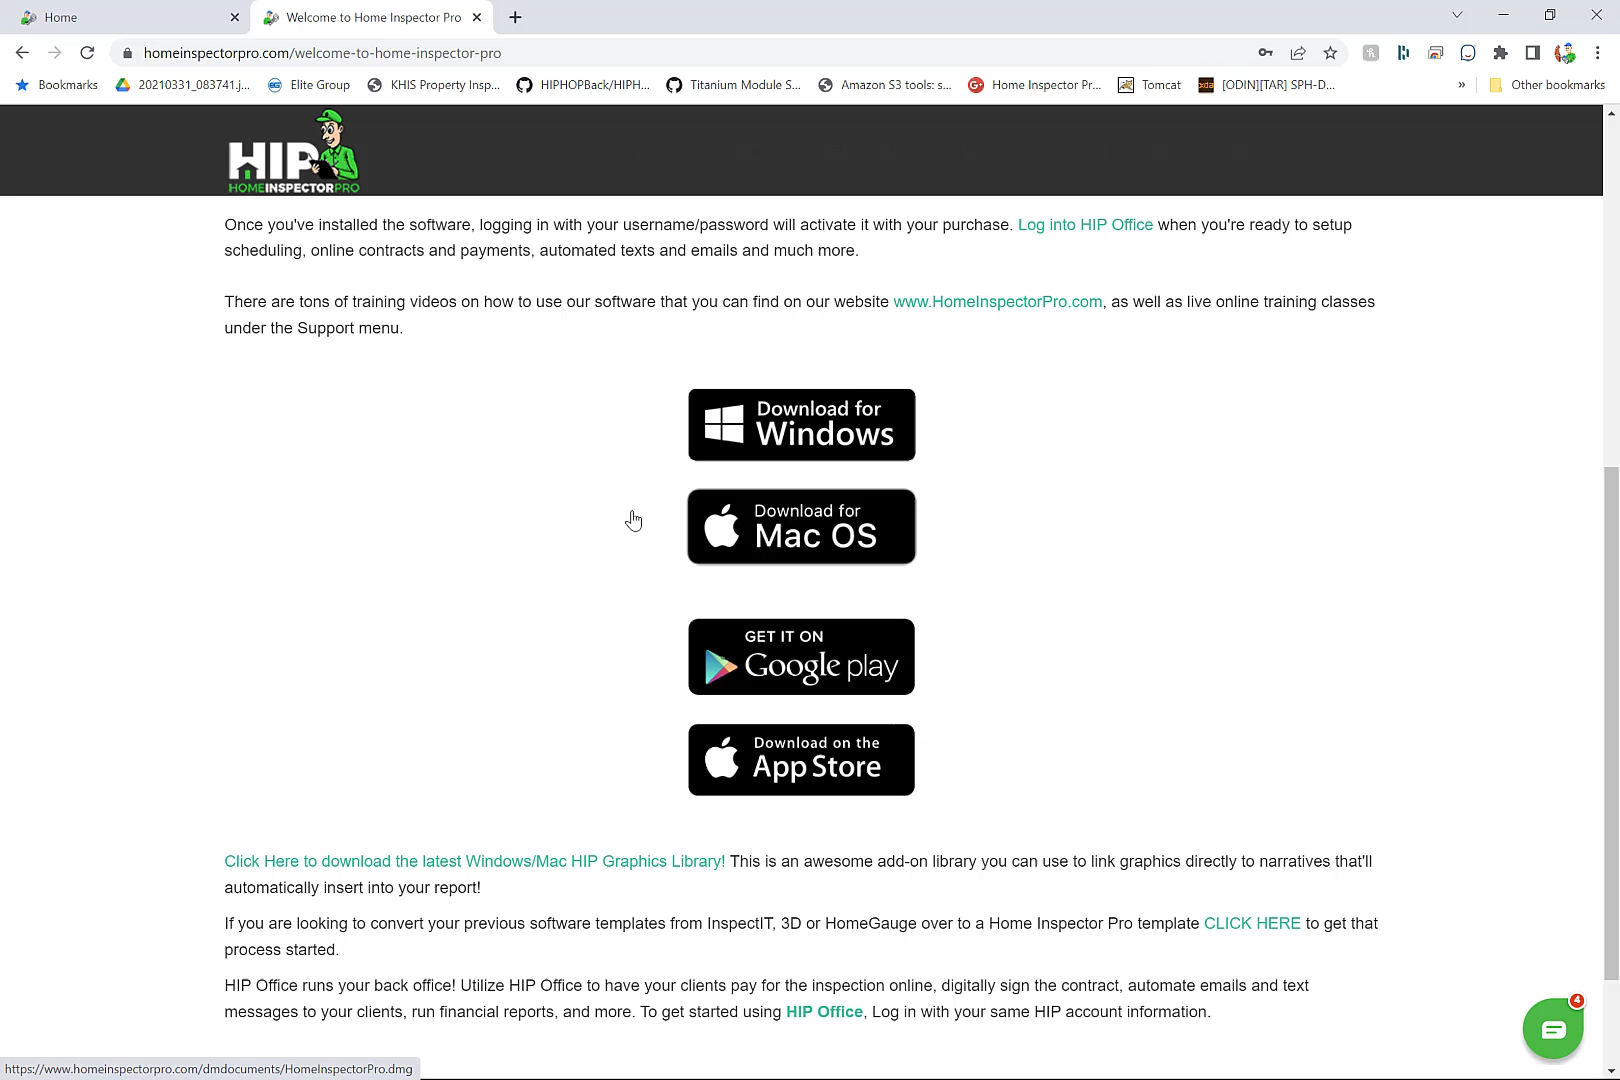 Home
Welcome to Home Inspector Pro
homeinspectorpro.com/welcome-to-home-inspector-pro
Bookmarks
20210331_083741.j...
Elite Group
KHIS Property Insp...
HIPHOPBack/HIPH...
Titanium Module S...
Amazon S3 tools: s...
Home Inspector Pr...
Tomcat
[ODIN][TAR] SPH-D...
»
Other bookmarks
HIP
HOMEINSPECTORPRO
Once you've installed the software, logging in with your username/password will activate it with your purchase. Log into HIP Office when you're ready to setup
scheduling, online contracts and payments, automated texts and emails and much more.
There are tons of training videos on how to use our software that you can find on our website www.HomeInspectorPro.com, as well as live online training classes
under the Support menu.
Download for
Windows
Download for
Mac OS
GET IT ON
Google play
Download on the
App Store
Click Here to download the latest Windows/Mac HIP Graphics Library! This is an awesome add-on library you can use to link graphics directly to narratives that'll
automatically insert into your report!
If you are looking to convert your previous software templates from InspectIT, 3D or HomeGauge over to a Home Inspector Pro template CLICK HERE to get that
process started.
HIP Office runs your back office! Utilize HIP Office to have your clients pay for the inspection online, digitally sign the contract, automate emails and text
messages to your clients, run financial reports, and more. To get started using HIP Office, Log in with your same HIP account information.
4
https://www.homeinspectorpro.com/dmdocuments/HomeInspectorPro.dmg